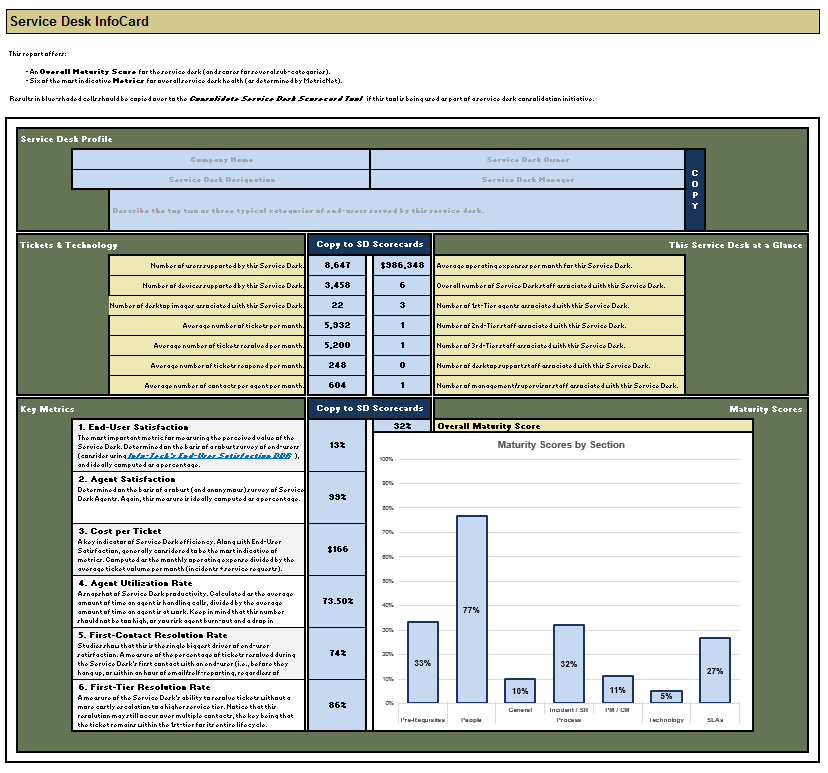 Service Desk InfoCard
This report offers:
- An Overall Maturity Score for the service desk (and scores for several sub-categories).
- Six of the most indicative Metrics for overall service desk health (as determined by MetricNet).
Results in blue-shaded cells should be copied over to the Consolidate Service Desk Scorecard Tool if this tool is being used as part of a service desk consolidation initiative.
Service Desk Profile
Company Name
Service Desk Owner
Service Desk Designation
Service Desk Manager
Describe the top two or three typical categories of end-users served by this service desk.
COPY
Tickets & Technology
Copy to SD Scorecards
This Service Desk at a Glance
Number of users supported by this Service Desk. 8,647 $986,348 Average operating expenses per month for this Service Desk.
Number of devices supported by this Service Desk. 3,458 6 Overall number of Service Desk staff associated with this Service Desk.
Number of desktop images associated with this Service Desk. 22 3 Number of 1st-Tier agents associated with this Service Desk.
Average number of tickets per month. 5,932 1 Number of 2nd-Tier staff associated with this Service Desk.
Average number of tickets resolved per month. 5,200 1 Number of 3rd-Tier staff associated with this Service Desk.
Average number of tickets reopened per month. 248 0 Number of desktop support staff associated with this Service Desk.
Average number of contacts per agent per month. 604 1 Number of management/supervisor staff associated with this Service Desk.
Key Metrics
Copy to SD Scorecards
Maturity Scores
1. End-User Satisfaction
The most important metric for measuring the perceived value of the
Service Desk. Determined on the basis of a robust survey of end-users
(consider using Info-Tech's End-User Satisfaction DDR ),
and ideally computed as a percentage.
13%
2. Agent Satisfaction
Determined on the basis of a robust (and anonymous) survey of Service
Desk Agents. Again, this measure is ideally computed as a percentage.
99%
3. Cost per Ticket
A key indicator of Service Desk efficiency. Along with End-User
Satisfaction, generally considered to be the most indicative of
metrics. Computed as the monthly operating expense divided by the
average ticket volume per month (incidents + service requests).
$166
4. Agent Utilization Rate
A snapshot of Service Desk productivity. Calculated as the average
amount of time an agent is handling calls, divided by the average
amount of time an agent is at work. Keep in mind that this number
should not be too high, or you risk agent burn-out and a drop in
73.50%
5. First-Contact Resolution Rate
Studies show that this is the single biggest driver of end-user
satisfaction. A measure of the percentage of tickets resolved during
the Service Desk's first contact with an end-user (i.e., before they
hang up, or within an hour of email/self-reporting, regardless of
74%
6. First-Tier Resolution Rate
A measure of the Service Desk's ability to resolve tickets without a
more costly escalation to a higher service tier. Notice that this
resolution may still occur over multiple contacts, the key being that
the ticket remains within the 1st-tier for its entire lifecycle.
86%
32% Overall Maturity Score
Maturity Scores by Section
100%
90%
80%
70%
60%
50%
40%
30%
20%
10%
0%
33%
77%
10%
32%
11%
5%
27%
General Incident / SR PM / CM
Pre-Requisites People Process Technology SLAs